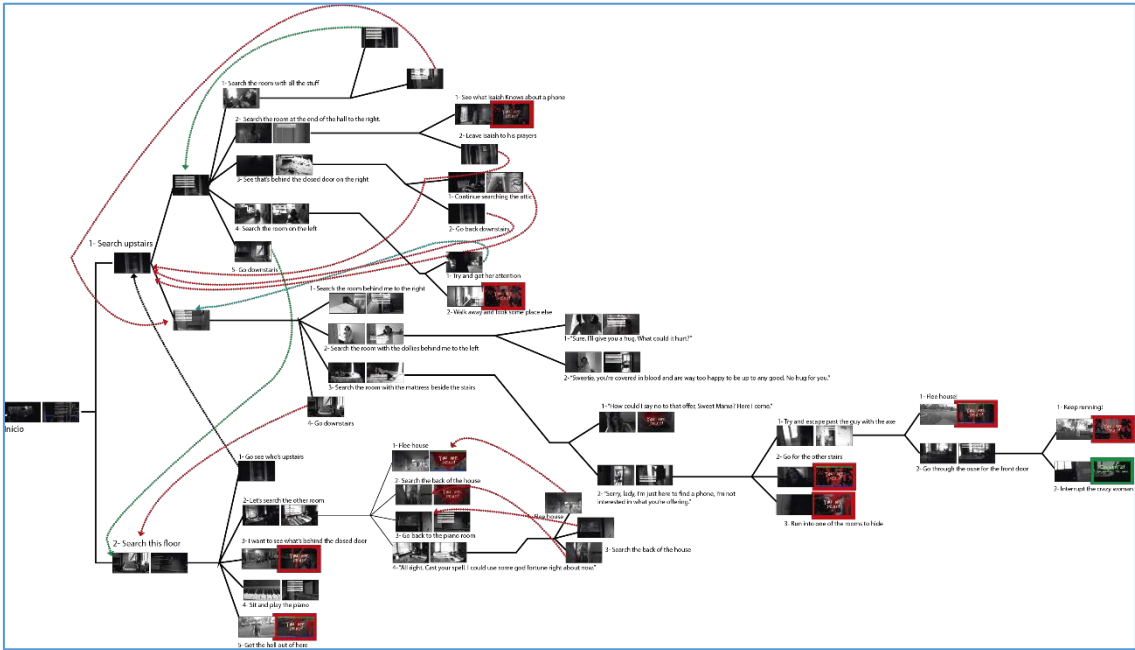 1- Search the room with all the stuff
1- See what Isaiah Knows about a phone
2- Search the room at the end of the hall to the right.
2- Leave Isaiah to his prayers
3- See that's behind the closed door on the right
1- Continue searching the attic
4- Search the room on the left
2- Go back downstairs
1- Search upstairs
5- Go downstaris
1- Try and get her attention
1- Search the room behind me to the right
2- Walk away and look some place else
1- "Sure. I'll give you a hug. What could it hurt?"
2- Search the room with the dollies behind me to the left
2- "Sweetie, you're covered in blood and are way too happy to be up to any good. No hug for you."
3- Search the room with the mattress beside the stairs
1- Flee house!
1- "How could I say no to that offer, Sweet Mama? Here I come."
1- Keep running!
Inicio
4- Go downstairs
1- Try and escape past the guy with the axe
1- Flee house
1- Go see who's upstairs
2- Go for the other stairs
2- Go through the osne for the front door
2- Search the back of the house
2- Interrupt the crazy woman
2- Let's search the other room
2- "Sorry, lady, I'm just here to find a phone, I'm not
interested in what you're offering."
Flee house
3- Run into one of the rooms to hide
3- Go back to the piano room
2- Search this floor
3- I want to see what's behind the closed door
3- Search the back of the house
4- "All right. Cast your spell. I could use some god fortune right about now."
4- Sit and play the piano
5- Get the hell out of here